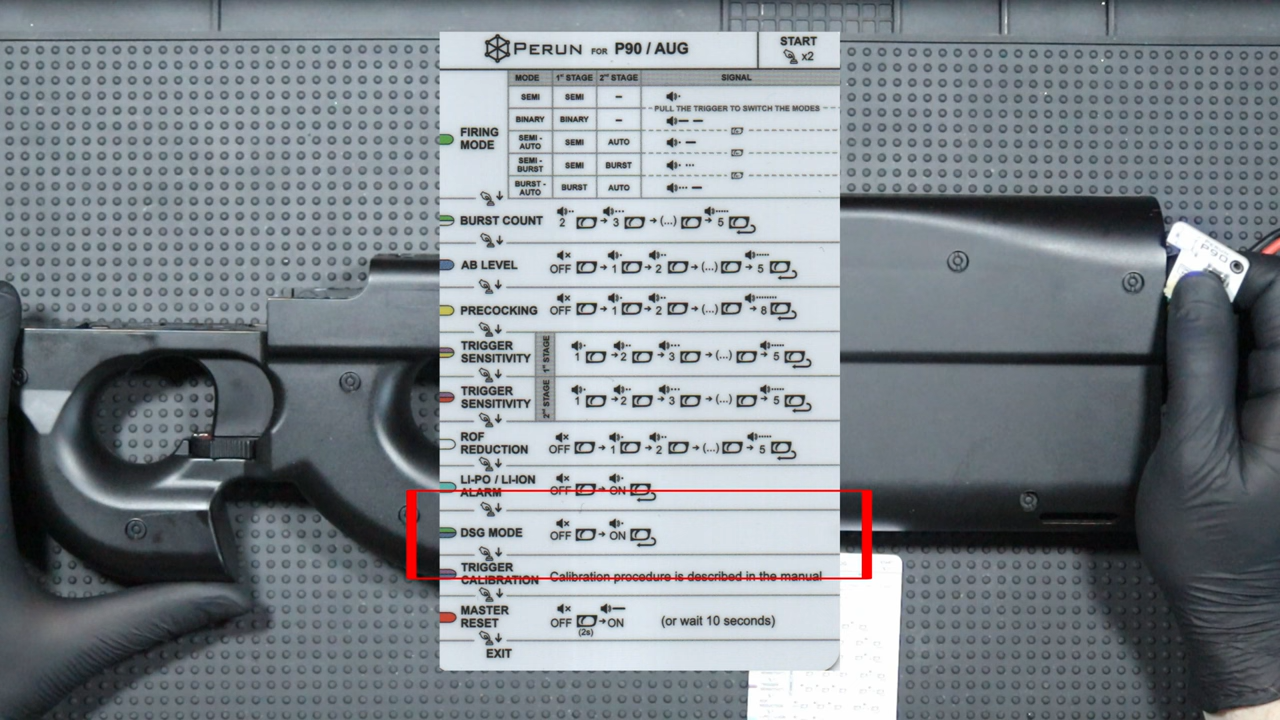 PERUN FOR P90 / AUG
START
x2
MODE 1ST STAGE 2ND STAGE SIGNAL
FIRING MODE
SEMI SEMI –
PULL THE TRIGGER TO SWITCH THE MODES
BINARY BINARY –
SEMI - AUTO SEMI AUTO
SEMI - BURST SEMI BURST
BURST - AUTO BURST AUTO
BURST COUNT 2 → 3 → (...) 5
AB LEVEL OFF → 1 → 2 → (...) → 5
PRECOCKING OFF → 1 → 2 → (...) → 8
TRIGGER SENSITIVITY 1ST STAGE 1 → 2 → 3 → (...) → 5
TRIGGER SENSITIVITY 2ND STAGE 1 → 2 → 3 → (...) → 5
ROF REDUCTION OFF → 1 → 2 → (...) → 5
LI-PO / LI-ION ALARM OFF → ON
DSG MODE OFF → ON
TRIGGER CALIBRATION Calibration procedure is described in the manual
MASTER RESET OFF → ON (or wait 10 seconds)
(2s)
EXIT
P90